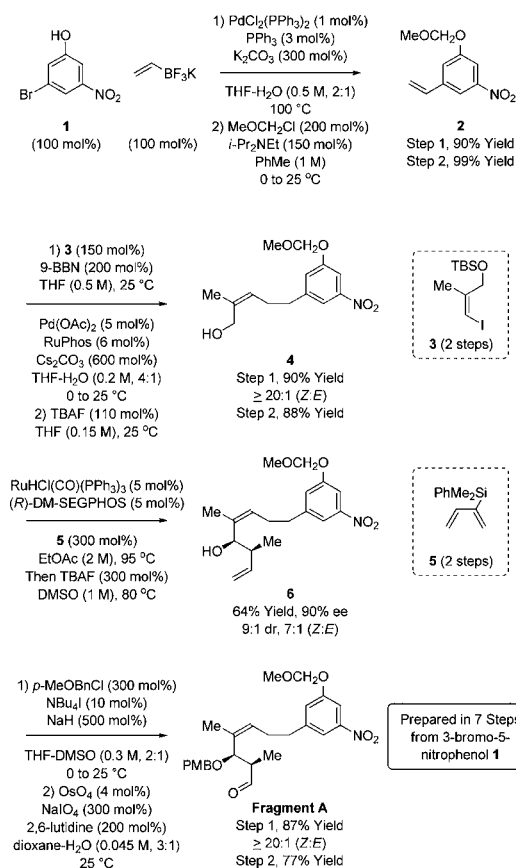 HO
Br
NO2
1
(100 mol%)
BF3K
(100 mol%)
1) PdCl2(PPh3)2 (1 mol%)
PPh3 (3 mol%)
K2CO3 (300 mol%)
THF-H2O (0.5 M, 2:1)
100 °C
2) MeOCH2Cl (200 mol%)
i-Pr2NEt (150 mol%)
PhMe (1 M)
0 to 25 °C
MeOCH2O
NO2
2
Step 1, 90% Yield
Step 2, 99% Yield
1) 3 (150 mol%)
9-BBN (200 mol%)
THF (0.5 M), 25 °C
Pd(OAc)2 (5 mol%)
RuPhos (6 mol%)
Cs2CO3 (600 mol%)
THF-H2O (0.2 M, 4:1)
0 to 25 °C
2) TBAF (110 mol%)
THF (0.15 M), 25 °C
MeOCH2O
Me
NO2
HO
4
Step 1, 90% Yield
≥ 20:1 (Z:E)
Step 2, 88% Yield
TBSO
Me
I
3 (2 steps)
RuHCl(CO)(PPh3)3 (5 mol%)
(R)-DM-SEGPHOS (5 mol%)
5 (300 mol%)
EtOAc (2 M), 95 °C
Then TBAF (300 mol%)
DMSO (1 M), 80 °C
MeOCH2O
Me
NO2
Me
HO
6
64% Yield, 90% ee
9:1 dr, 7:1 (Z:E)
PhMe2Si
5 (2 steps)
1) p-MeOBnCl (300 mol%)
NBu4I (10 mol%)
NaH (500 mol%)
THF-DMSO (0.3 M, 2:1)
0 to 25 °C
2) OsO4 (4 mol%)
NaIO4 (300 mol%)
2,6-lutidine (200 mol%)
dioxane-H2O (0.045 M, 3:1)
25 °C
MeOCH2O
Me
NO2
Me
PMBO
O
Fragment A
Step 1, 87% Yield
≥ 20:1 (Z:E)
Step 2, 77% Yield
Prepared in 7 Steps
from 3-bromo-5-
nitrophenol 1